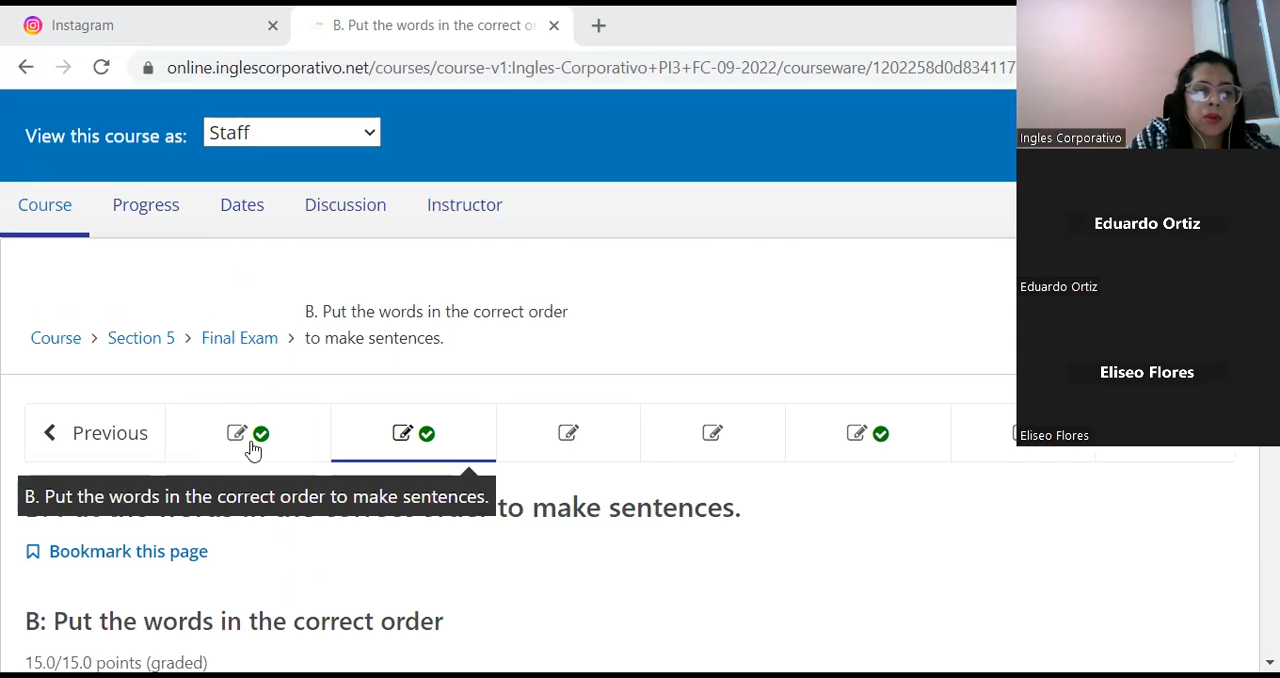 Instagram
B. Put the words in the correct or
online.inglescorporativo.net/courses/course-v1:Ingles-Corporativo+PI3+FC-09-2022/courseware/1202258d0d834117
View this course as: Staff
Course Progress Dates Discussion Instructor
Course > Section 5 > Final Exam > B. Put the words in the correct order
to make sentences.
Previous
B. Put the words in the correct order to make sentences.
to make sentences.
Bookmark this page
B: Put the words in the correct order
15.0/15.0 points (graded)
Ingles Corporativo
Eduardo Ortiz
Eduardo Ortiz
Eliseo Flores
Eliseo Flores